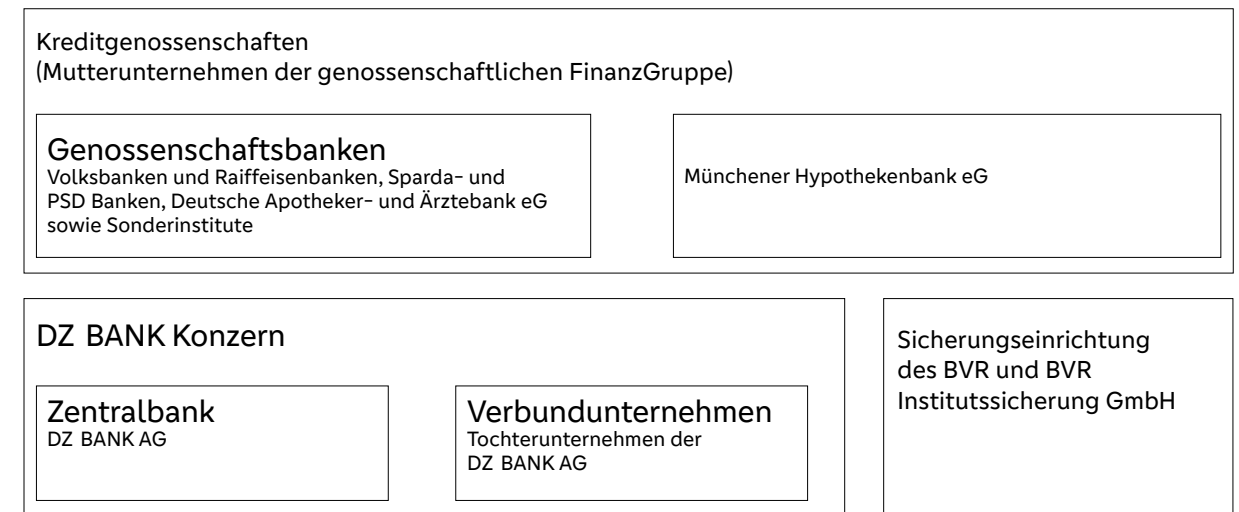 Kreditgenossenschaften
(Mutterunternehmen der genossenschaftlichen FinanzGruppe)
Genossenschaftsbanken
Volksbanken und Raiffeisenbanken, Sparda- und
PSD Banken, Deutsche Apotheker- und Ärztebank eG
sowie Sonderinstitute
Münchener Hypothekenbank eG
DZ BANK Konzern
Zentralbank
DZ BANK AG
Verbundunternehmen
Tochterunternehmen der
DZ BANK AG
Sicherungseinrichtung
des BVR und BVR
Institutssicherung GmbH